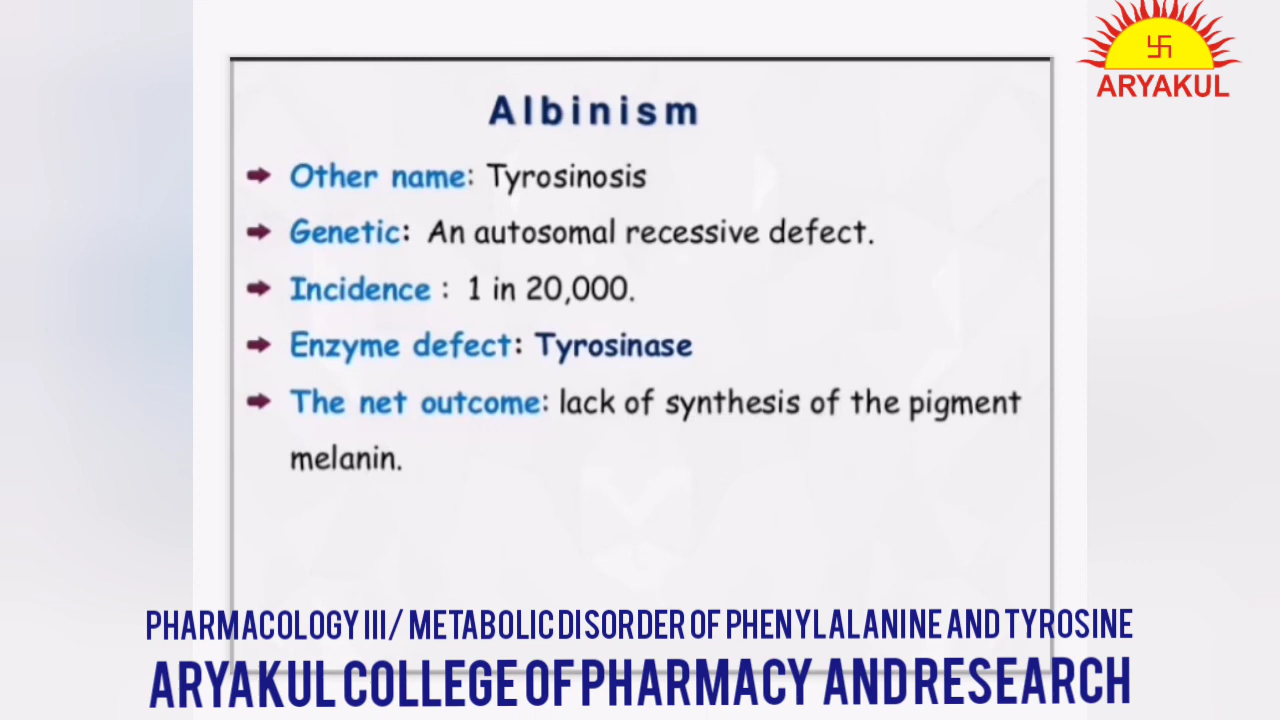 卐
ARYAKUL
Albinism
Other name: Tyrosinosis
Genetic: An autosomal recessive defect.
Incidence : 1 in 20,000.
Enzyme defect: Tyrosinase
The net outcome: lack of synthesis of the pigment
melanin.
PHARMACOLOGY III/ METABOLIC DISORDER OF PHENYLALANINE AND TYROSINE
ARYAKUL COLLEGE OF PHARMACY AND RESEARCH